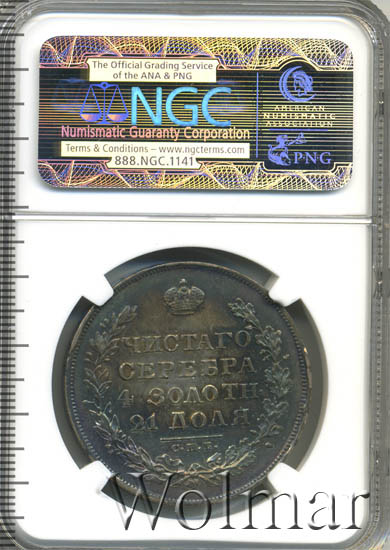 The Official Grading Service
of the ANA & PNG
NGC
Numismatic Guaranty Corporation
Terms & Conditions – www.ngcterms.com
888.NGC.1141
AMERICAN
NUMISMATIC
ASSOCIATION
PNG
ЧИСТАГО
СЕРЕБРА
4 ЗОЛОТН
21 ДОЛЯ
С.П.Б.
Wolmar